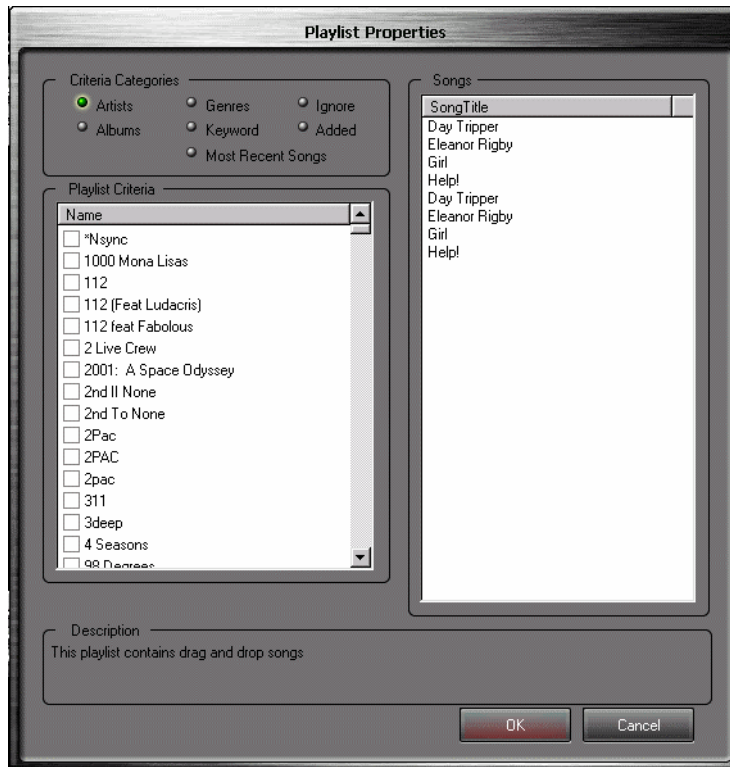 Playlist Properties
Criteria Categories
Artists Genres Ignore
Albums Keyword Added
Most Recent Songs
Playlist Criteria
Name
*Nsync
1000 Mona Lisas
112
112 (Feat Ludacris)
112 feat Fabolous
2 Live Crew
2001: A Space Odyssey
2nd II None
2nd To None
2Pac
2PAC
2pac
311
3deep
4 Seasons
98 Degrees
Songs
SongTitle
Day Tripper
Eleanor Rigby
Girl
Help!
Day Tripper
Eleanor Rigby
Girl
Help!
Description
This playlist contains drag and drop songs
OK Cancel